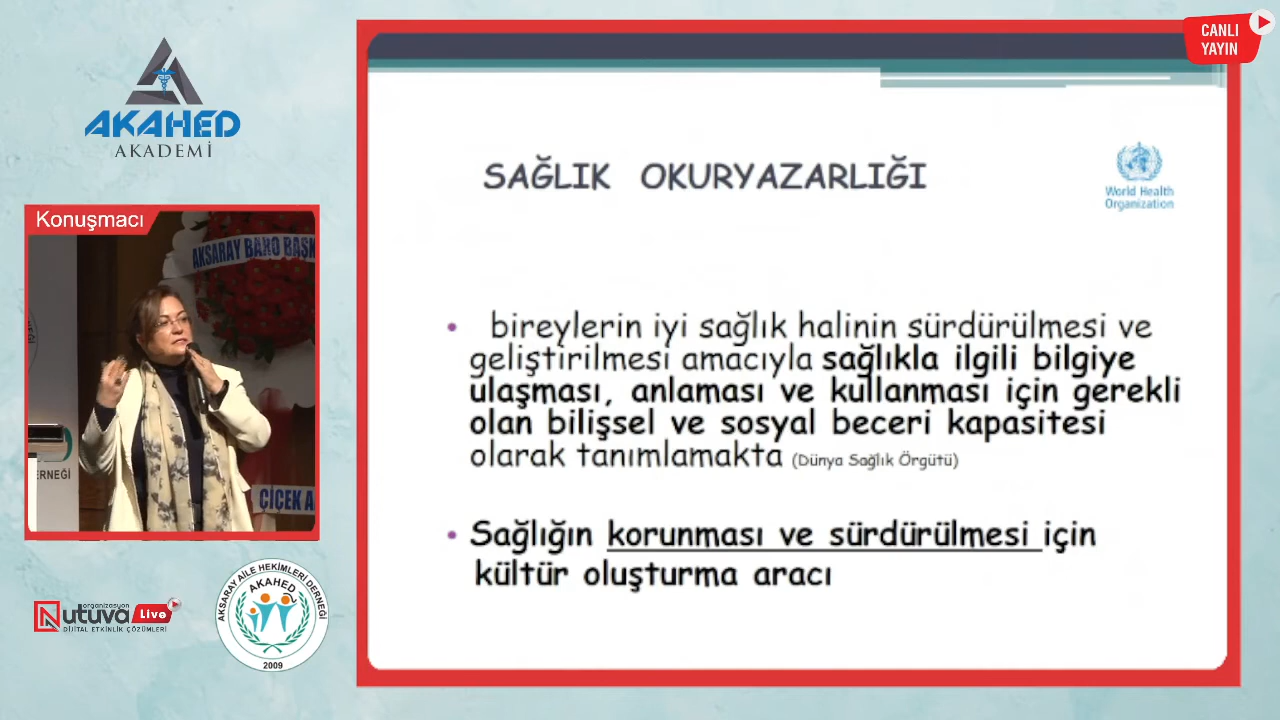 CANLI
YAYIN
AKAHED
AKADEMİ
SAĞLIK OKURYAZARLIĞI
World Health
Organization
Konuşmacı
AKSARAY BARO BAŞK
ÇİÇEK A
ERNEĞİ
• bireylerin iyi sağlık halinin sürdürülmesi ve
geliştirilmesi amacıyla sağlıkla ilgili bilgiye
ulaşması, anlaması ve kullanması için gerekli
olan bilişsel ve sosyal beceri kapasitesi
olarak tanımlamakta (Dünya Sağlık Örgütü)
• Sağlığın korunması ve sürdürülmesi için
kültür oluşturma aracı
organizasyon
Nutuva Live
DİJİTAL ETKİNLİK ÇÖZÜMLERİ
AKSARAY AİLE HEKİMLERİ DERNEĞİ
AKAHED
2009